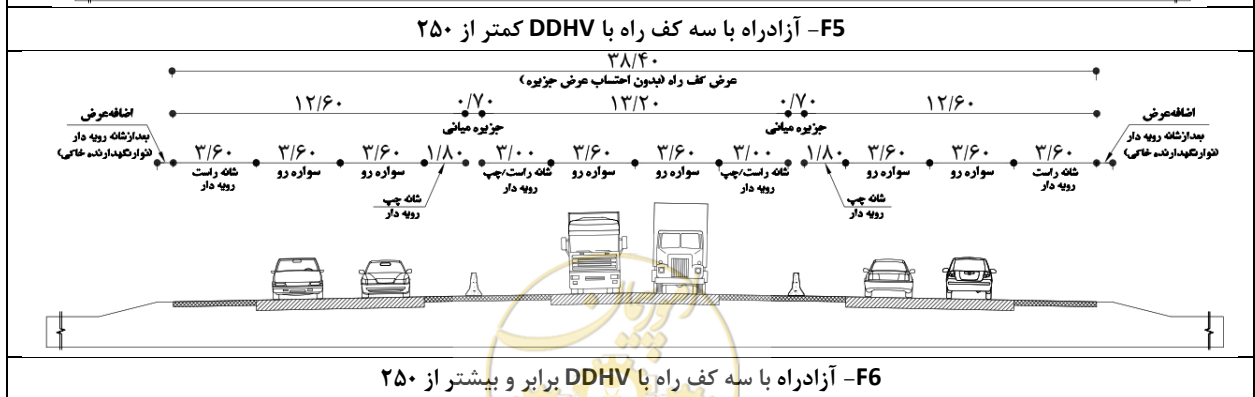 F5- آزادراه با سه کف راه با DDHV کمتر از ۲۵۰
۳۸/۴۰
عرض کف راه (بدون احتساب عرض جزیره)
۱۲/۶۰
۰/۷۰
۱۳/۲۰
۰/۷۰
۱۲/۶۰
جزیره میانی
جزیره میانی
اضافه‌عرض
بعدازشانه رویه دار
(نوارنگهدارنده خاکی)
اضافه‌عرض
بعدازشانه رویه دار
(نوارنگهدارنده خاکی)
۳/۶۰
۳/۶۰
۳/۶۰
۱/۸۰
۳/۰۰
۳/۶۰
۳/۶۰
۳/۰۰
۱/۸۰
۳/۶۰
۳/۶۰
۳/۶۰
شانه راست
رویه دار
سواره رو
سواره رو
شانه چپ
رویه دار
شانه راست/چپ
رویه دار
سواره رو
سواره رو
شانه راست/چپ
رویه دار
شانه چپ
رویه دار
سواره رو
سواره رو
شانه راست
رویه دار
امور پیمان
F6- آزادراه با سه کف راه با DDHV برابر و بیشتر از ۲۵۰